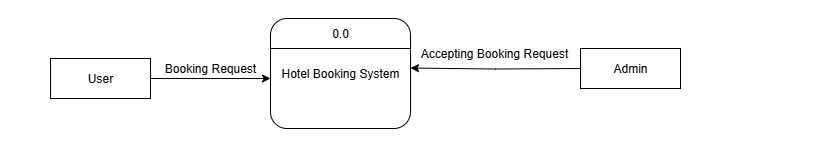 0.0
User
Booking Request
Hotel Booking System
Accepting Booking Request
Admin